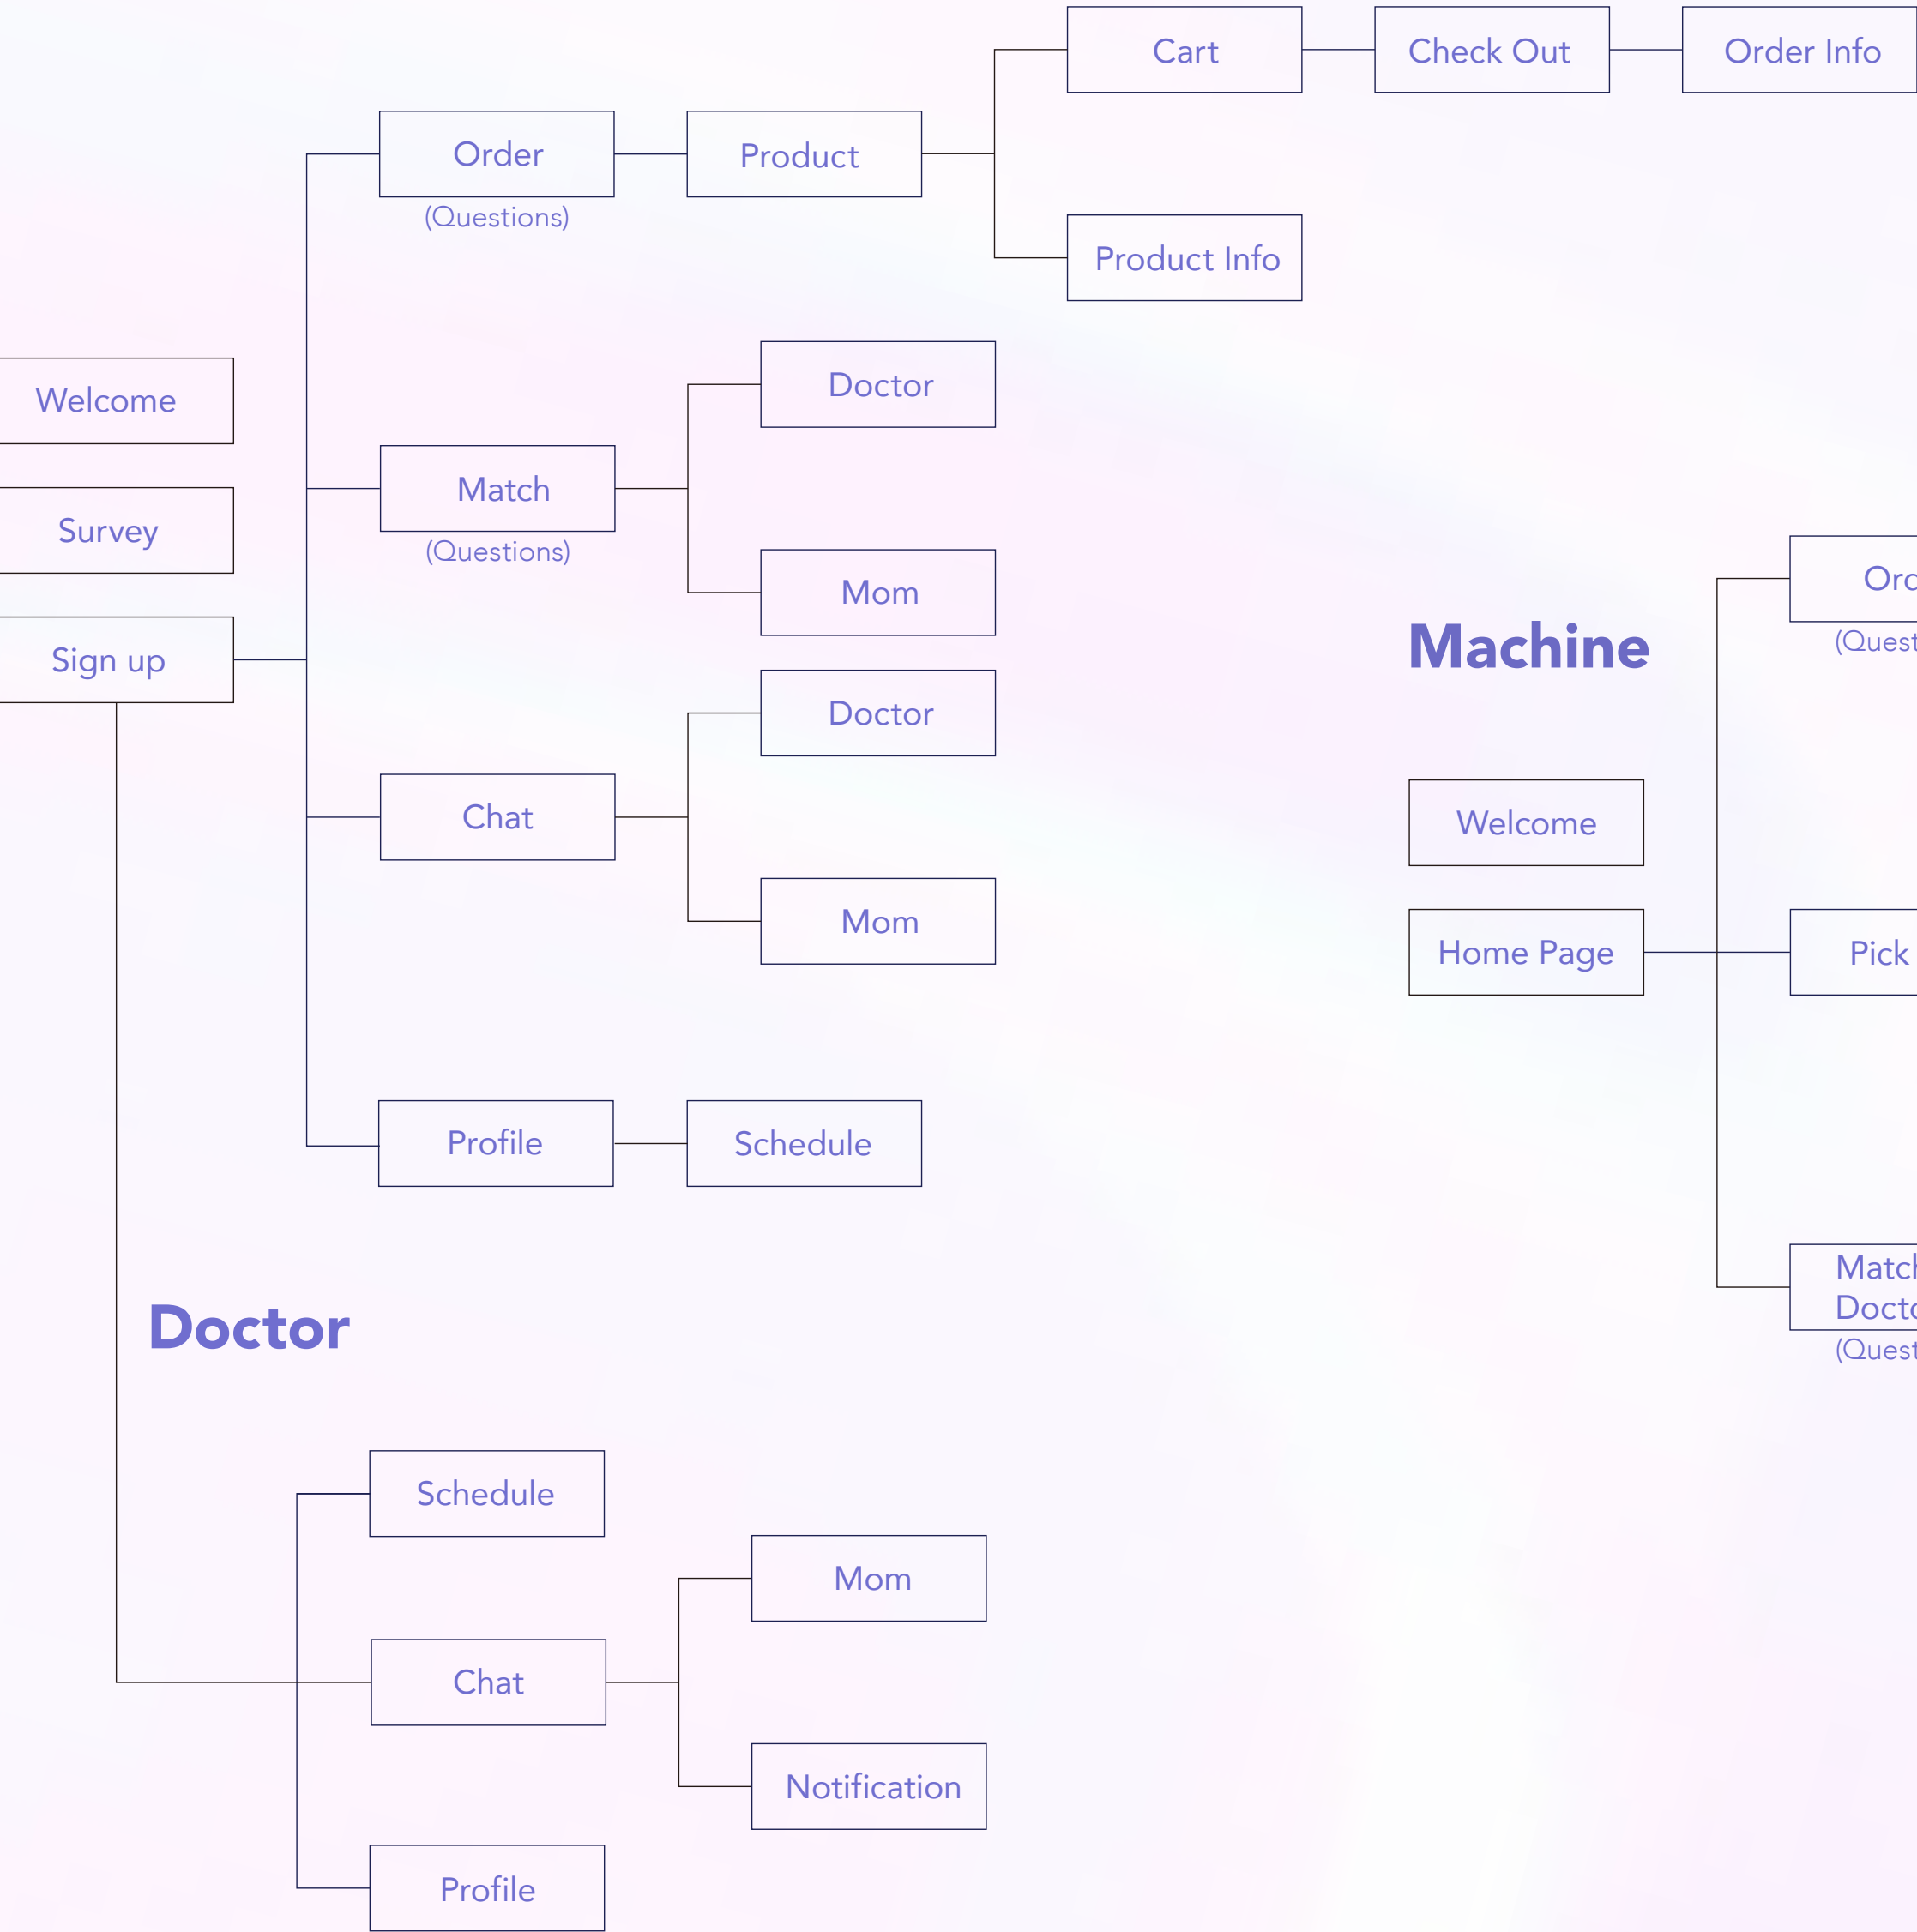 Cart
Check Out
Order Info
Order
(Questions)
Product
Product Info
Welcome
Survey
Sign up
Match
(Questions)
Doctor
Mom
Chat
Doctor
Mom
Profile
Schedule
Doctor
Schedule
Chat
Mom
Notification
Profile
Machine
Welcome
Home Page
Pick